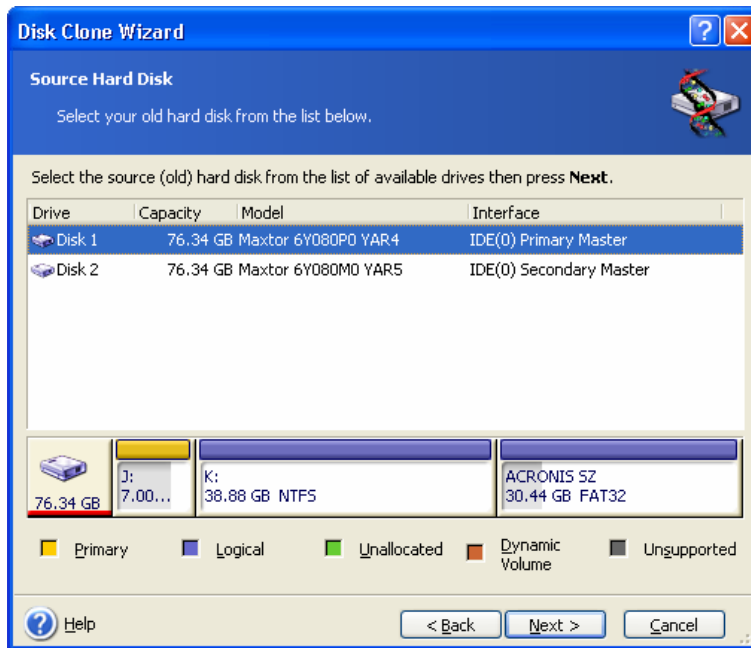 Disk Clone Wizard
Source Hard Disk
Select your old hard disk from the list below.
Select the source (old) hard disk from the list of available drives then press Next.
Drive Capacity Model Interface
Disk 1 76.34 GB Maxtor 6Y080P0 YAR4 IDE(0) Primary Master
Disk 2 76.34 GB Maxtor 6Y080M0 YAR5 IDE(0) Secondary Master
J: K: ACRONIS SZ
76.34 GB 7.00... 38.88 GB NTFS 30.44 GB FAT32
Primary Logical Unallocated Dynamic Volume Unsupported
Help < Back Next > Cancel